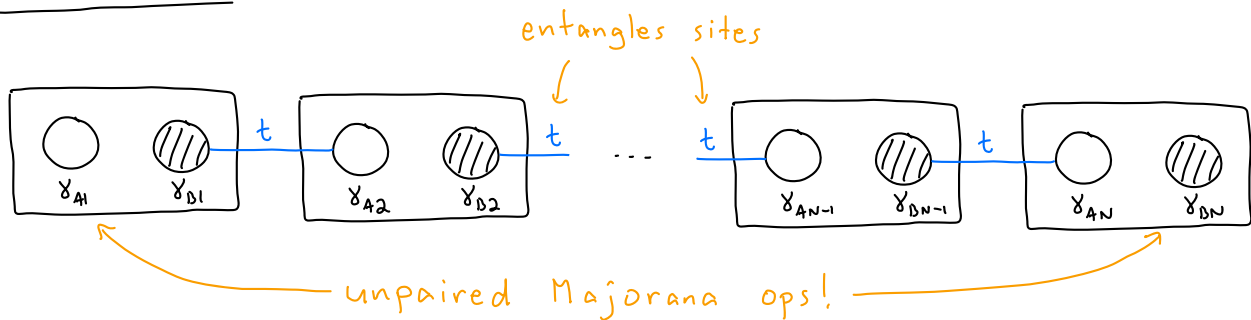 entangles sites
t t ... t t
γA1 γB1 γA2 γB2 γAN-1 γBN-1 γAN γBN
unpaired Majorana ops!